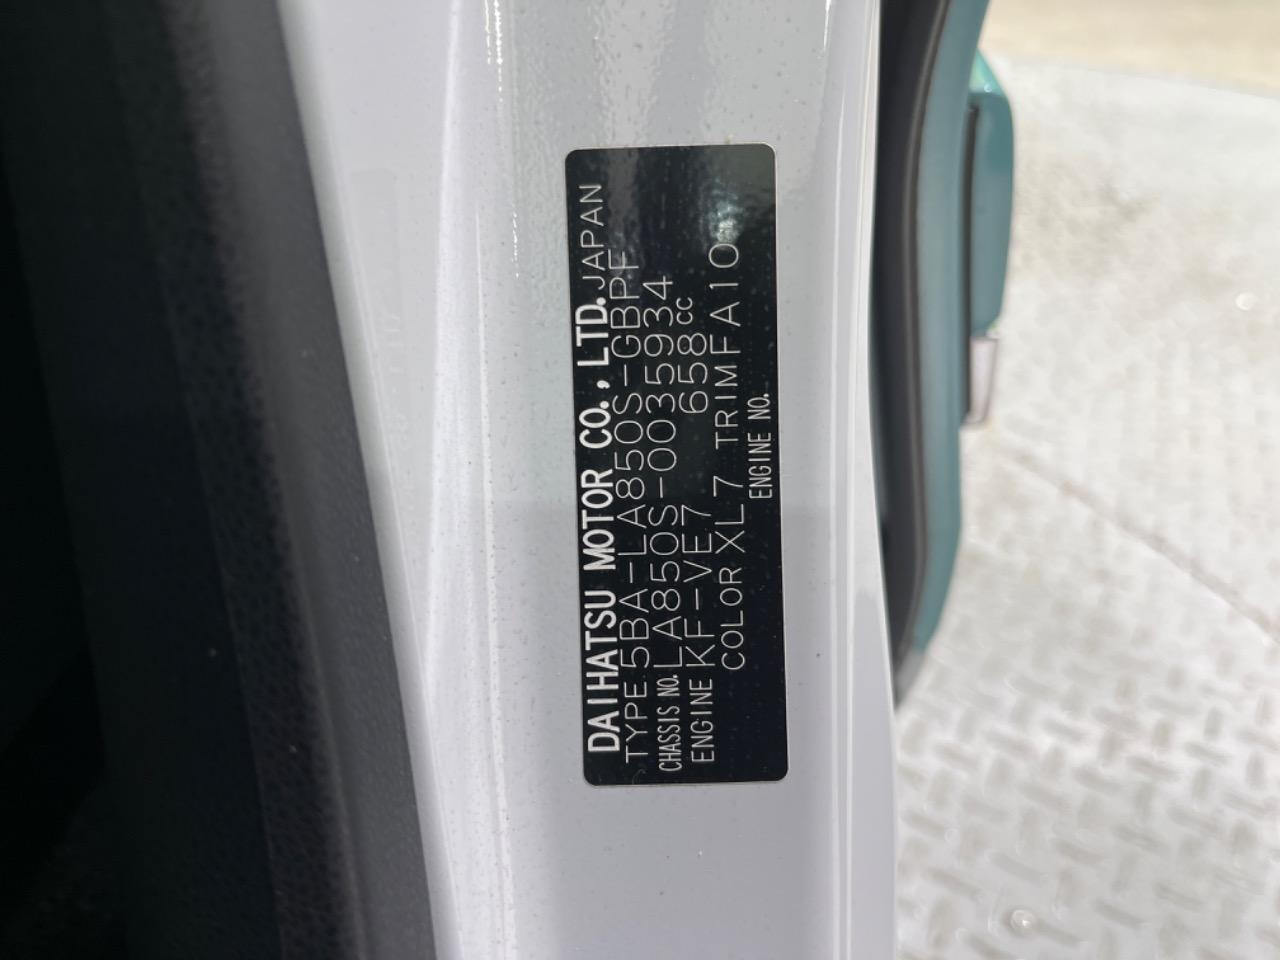 DAIHATSU MOTOR CO., LTD. JAPAN
TYPE 5BA-LA850S-GBPF
CHASSIS NO. LA850S-0035934
ENGINE KF-VE7 658cc
COLOR XL7 TRIM FA10
ENGINE NO.